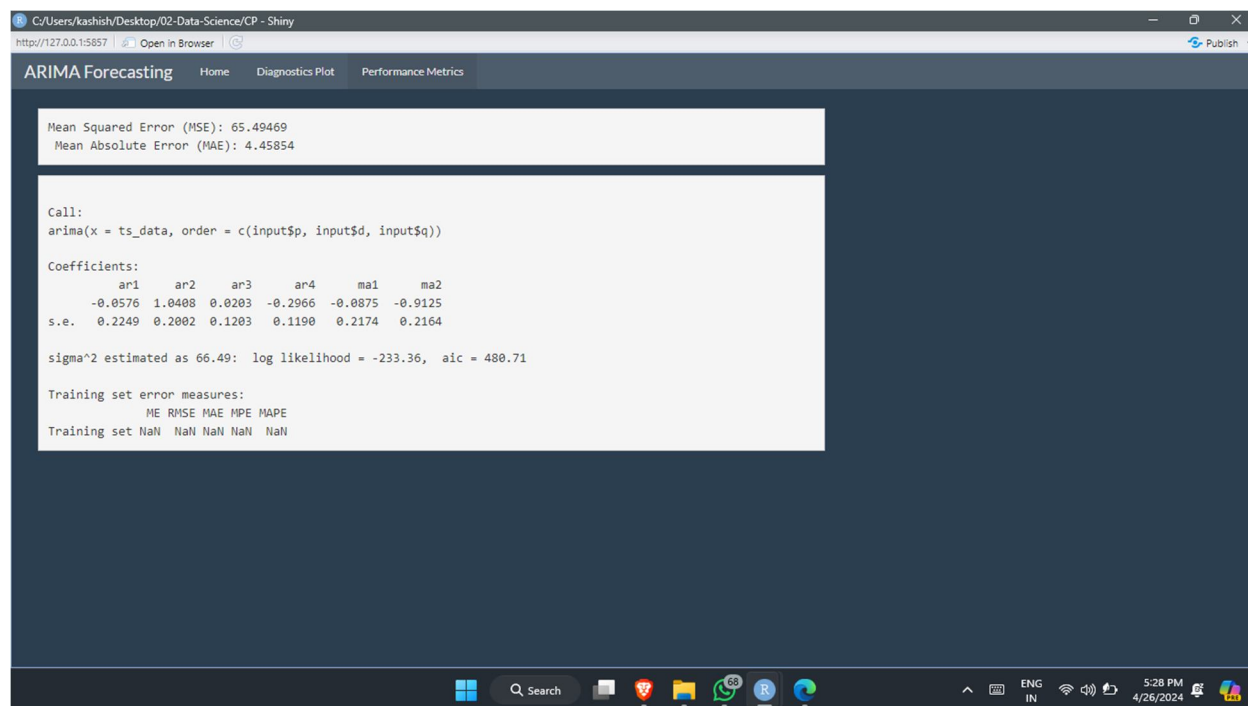 C:/Users/kashish/Desktop/02-Data-Science/CP - Shiny
http://127.0.0.1:5857 Open in Browser Publish
ARIMA Forecasting Home Diagnostics Plot Performance Metrics
Mean Squared Error (MSE): 65.49469
Mean Absolute Error (MAE): 4.45854
Call:
arima(x = ts_data, order = c(input$p, input$d, input$q))
Coefficients:
ar1 ar2 ar3 ar4 ma1 ma2
-0.0576 1.0408 0.0203 -0.2966 -0.0875 -0.9125
s.e. 0.2249 0.2002 0.1203 0.1190 0.2174 0.2164
sigma^2 estimated as 66.49: log likelihood = -233.36, aic = 480.71
Training set error measures:
ME RMSE MAE MPE MAPE
Training set NaN NaN NaN NaN NaN
Search 68 R ENG 5:28 PM
IN 4/26/2024 PRE